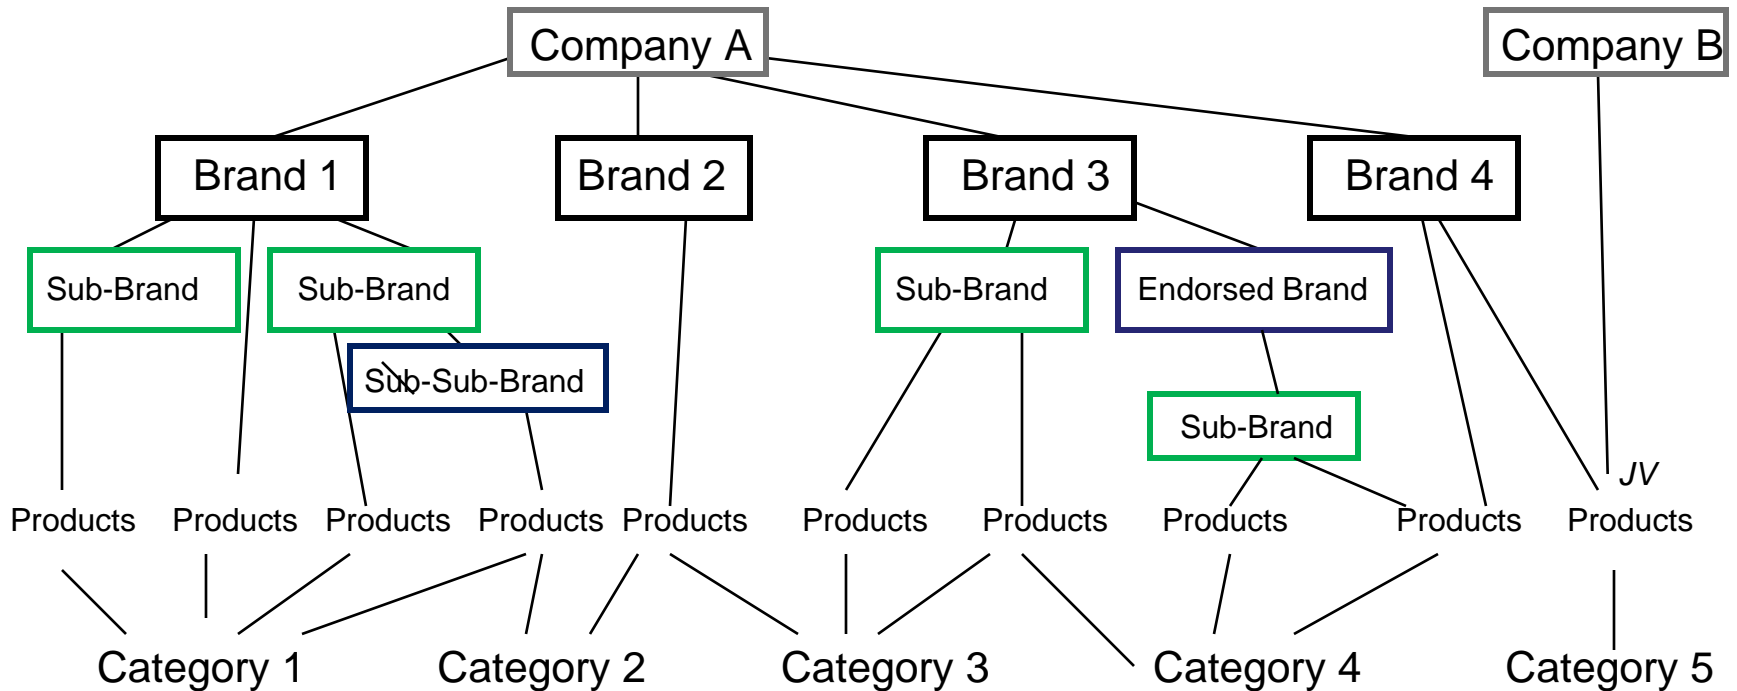 Company A
Company B
Brand 1
Brand 2
Brand 3
Brand 4
Sub-Brand
Sub-Brand
Sub-Brand
Endorsed Brand
Sub-Sub-Brand
Sub-Brand
JV
Products
Products
Products
Products
Products
Products
Products
Products
Products
Products
Category 1
Category 2
Category 3
Category 4
Category 5